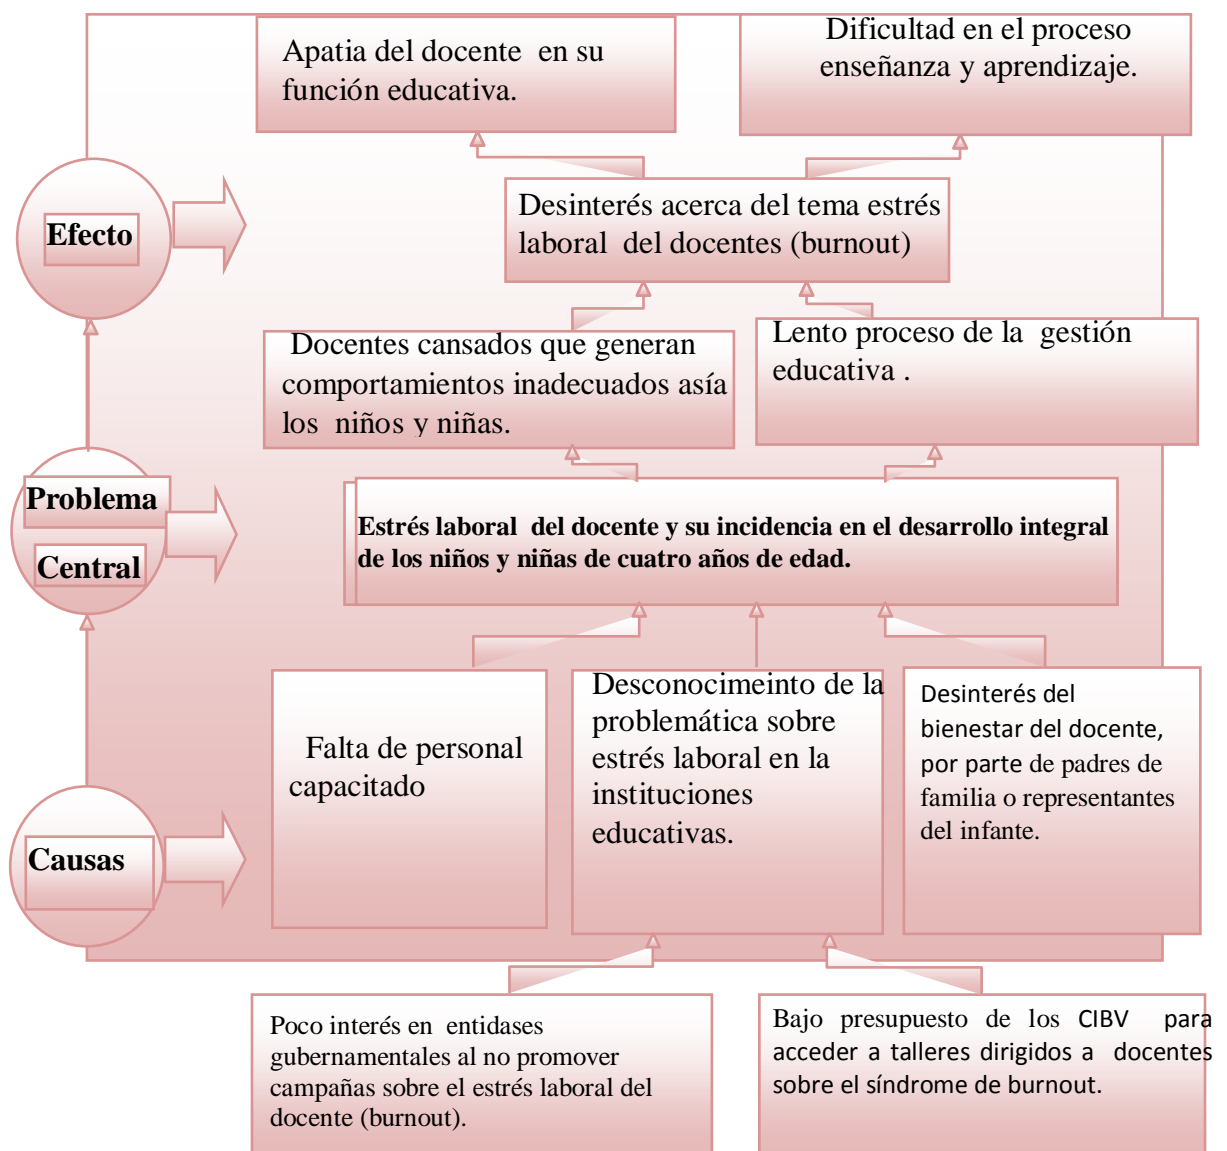 Apatia del docente en su
función educativa.
Dificultad en el proceso
enseñanza y aprendizaje.
Efecto
Desinterés acerca del tema estrés
laboral del docentes (burnout)
Docentes cansados que generan
comportamientos inadecuados asía
los niños y niñas.
Lento proceso de la gestión
educativa .
Problema
Central
Estrés laboral del docente y su incidencia en el desarrollo integral
de los niños y niñas de cuatro años de edad.
Causas
Falta de personal
capacitado
Desconocimeinto de la
problemática sobre
estrés laboral en la
instituciones
educativas.
Desinterés del
bienestar del docente,
por parte de padres de
familia o representantes
del infante.
Poco interés en entidases
gubernamentales al no promover
campañas sobre el estrés laboral del
docente (burnout).
Bajo presupuesto de los CIBV para
acceder a talleres dirigidos a docentes
sobre el síndrome de burnout.